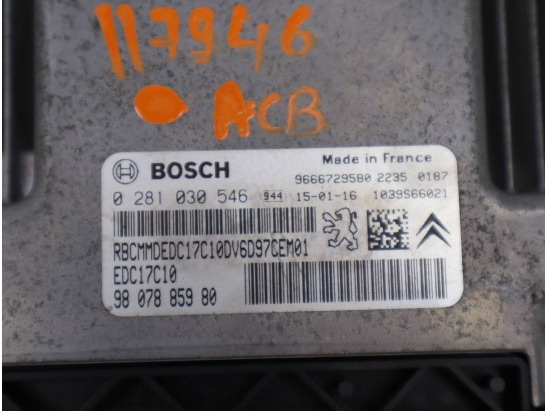 117946
ACB
BOSCH
Made in France
9666729580 2235 0187
0 281 030 546 944 15-01-16 1039S66021
RBCMMDEDC17C10DV6D97CEM01
EDC17C10
98 078 859 80